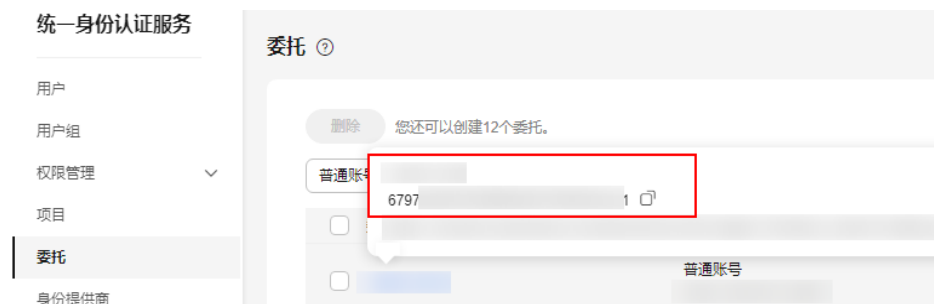 统一身份认证服务
用户
用户组
权限管理
项目
委托
身份提供商
委托
删除 您还可以创建12个委托。
普通账号
6797 1
普通账号